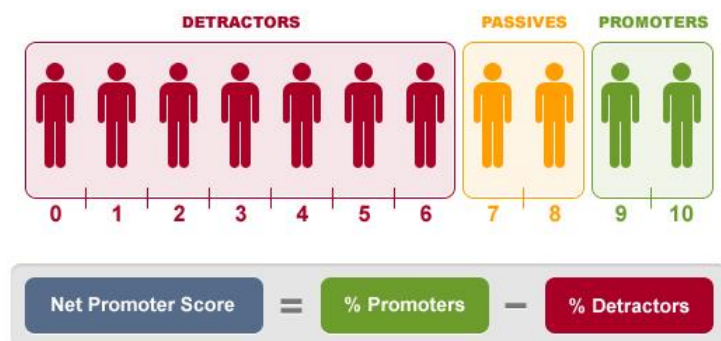 DETRACTORS PASSIVES PROMOTERS
0 1 2 3 4 5 6 7 8 9 10
Net Promoter Score = % Promoters – % Detractors